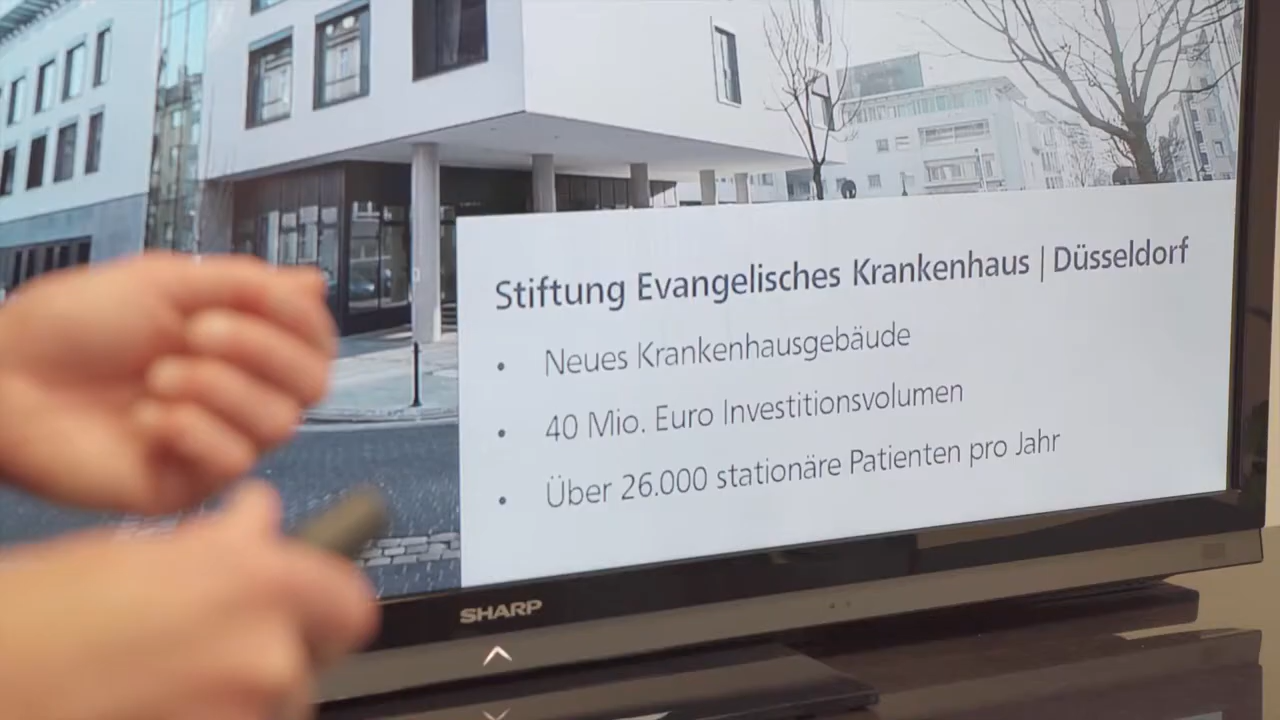 Stiftung Evangelisches Krankenhaus | Düsseldorf
• Neues Krankenhausgebäude
• 40 Mio. Euro Investitionsvolumen
• Über 26.000 stationäre Patienten pro Jahr
SHARP